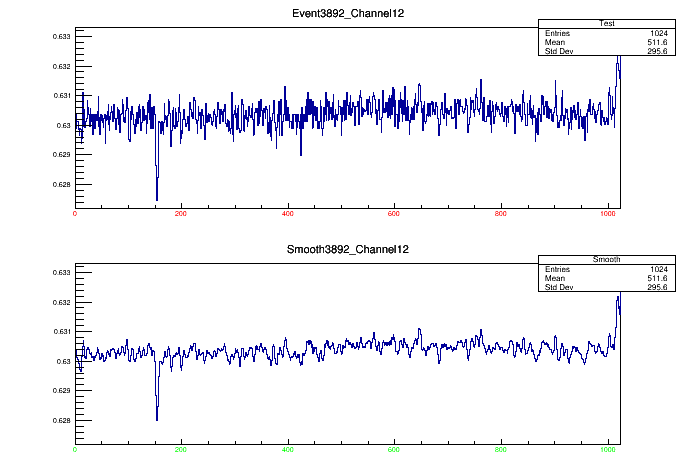 Event3892_Channel12
Test
Entries 1024
Mean 511.6
Std Dev 295.6
0.633
0.632
0.631
0.63
0.629
0.628
0 200 400 600 800 1000
Smooth3892_Channel12
Smooth
Entries 1024
Mean 511.6
Std Dev 295.6
0.633
0.632
0.631
0.63
0.629
0.628
0 200 400 600 800 1000